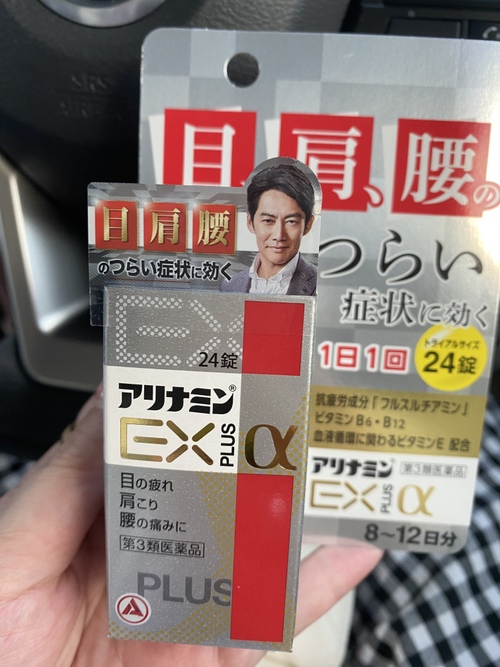 目肩腰
のつらい症状に効く
EX
24錠
アリナミン®
EX PLUS α
目の疲れ
肩こり
腰の痛みに
第3類医薬品
PLUS
目、肩、腰の
つらい
症状に効く
1日1回
トライアルサイズ
24錠
抗疲労成分「フルスルチアミン」
ビタミンB6・B12
血液循環に関わるビタミンE 配合
アリナミン® 第3類医薬品
EX PLUS α
8〜12日分
SRS